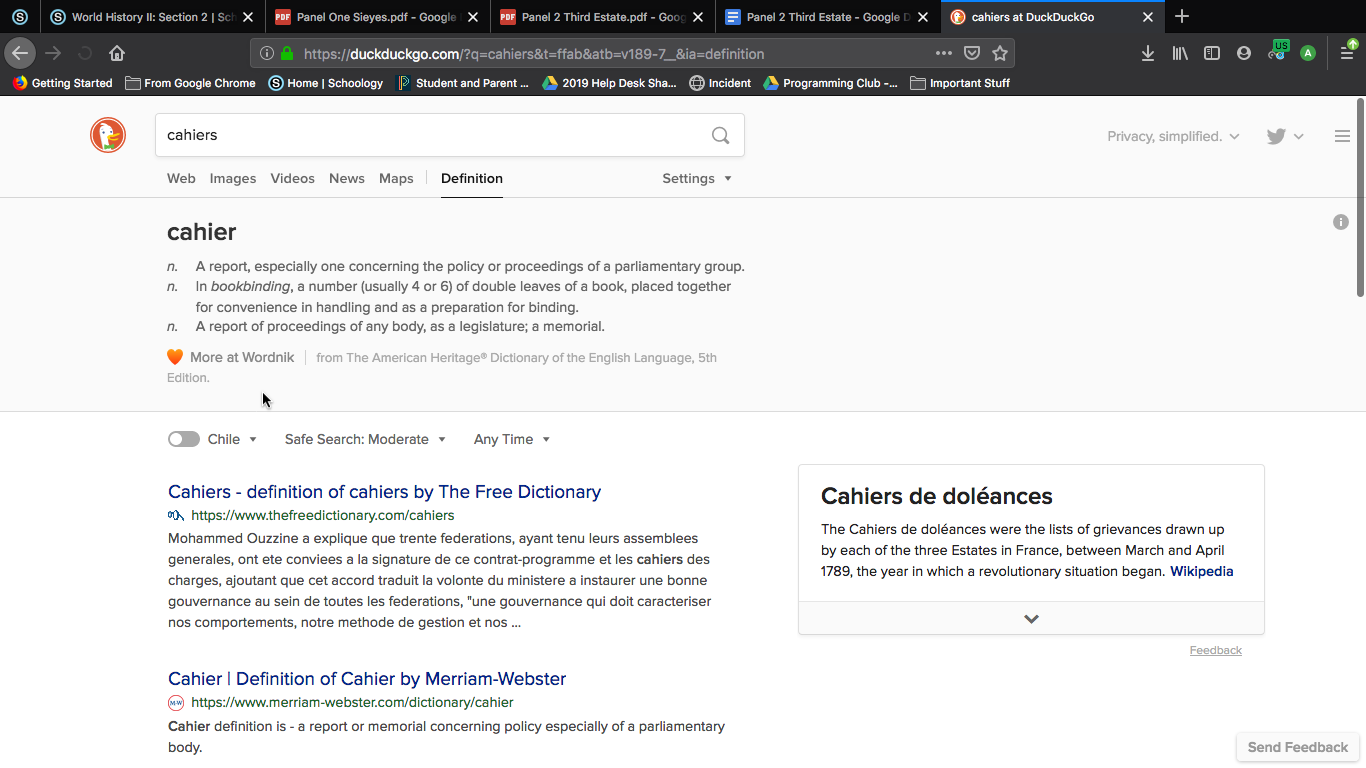 World History II: Section 2 | Sch
Panel One Sieyes.pdf - Google
Panel 2 Third Estate.pdf - Goog
Panel 2 Third Estate - Google D
cahiers at DuckDuckGo
https://duckduckgo.com/?q=cahiers&t=ffab&atb=v189-7__&ia=definition
US
A
Getting Started
From Google Chrome
Home | Schoology
Student and Parent ...
2019 Help Desk Sha...
Incident
Programming Club -...
Important Stuff
cahiers
Privacy, simplified.
Web Images Videos News Maps Definition Settings
cahier
n. A report, especially one concerning the policy or proceedings of a parliamentary group.
n. In bookbinding, a number (usually 4 or 6) of double leaves of a book, placed together
for convenience in handling and as a preparation for binding.
n. A report of proceedings of any body, as a legislature; a memorial.
More at Wordnik from The American Heritage® Dictionary of the English Language, 5th
Edition.
Chile Safe Search: Moderate Any Time
Cahiers - definition of cahiers by The Free Dictionary
https://www.thefreedictionary.com/cahiers
Mohammed Ouzzine a explique que trente federations, ayant tenu leurs assemblees
generales, ont ete conviees a la signature de ce contrat-programme et les cahiers des
charges, ajoutant que cet accord traduit la volonte du ministere a instaurer une bonne
gouvernance au sein de toutes les federations, "une gouvernance qui doit caracteriser
nos comportements, notre methode de gestion et nos ...
Cahier | Definition of Cahier by Merriam-Webster
M-W
https://www.merriam-webster.com/dictionary/cahier
Cahier definition is - a report or memorial concerning policy especially of a parliamentary
body.
Cahiers de doléances
The Cahiers de doléances were the lists of grievances drawn up
by each of the three Estates in France, between March and April
1789, the year in which a revolutionary situation began. Wikipedia
Feedback
Send Feedback